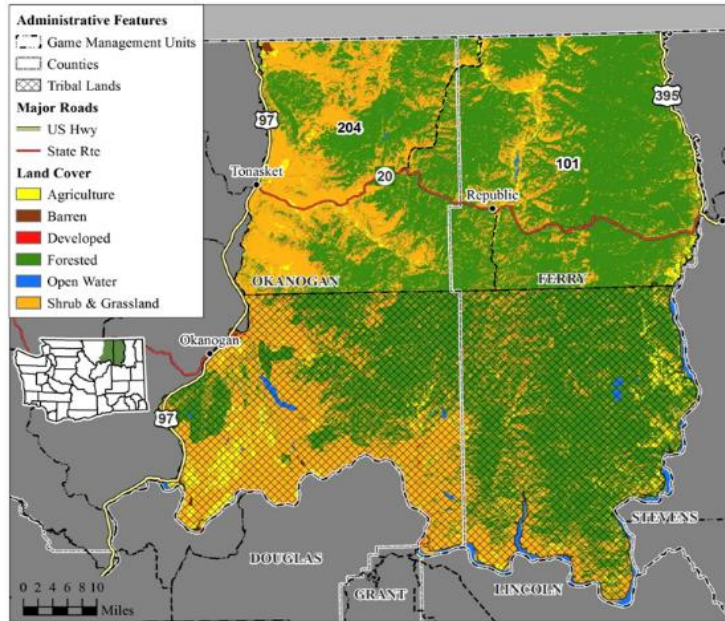 Administrative Features
Game Management Units
Counties
Tribal Lands
Major Roads
US Hwy
State Rte
Land Cover
Agriculture
Barren
Developed
Forested
Open Water
Shrub & Grassland
97
204
395
101
20
Tonasket
Republic
OKANOGAN
FERRY
Okanogan
97
STEVENS
DOUGLAS
GRANT
LINCOLN
0 2 4 6 8 10
Miles